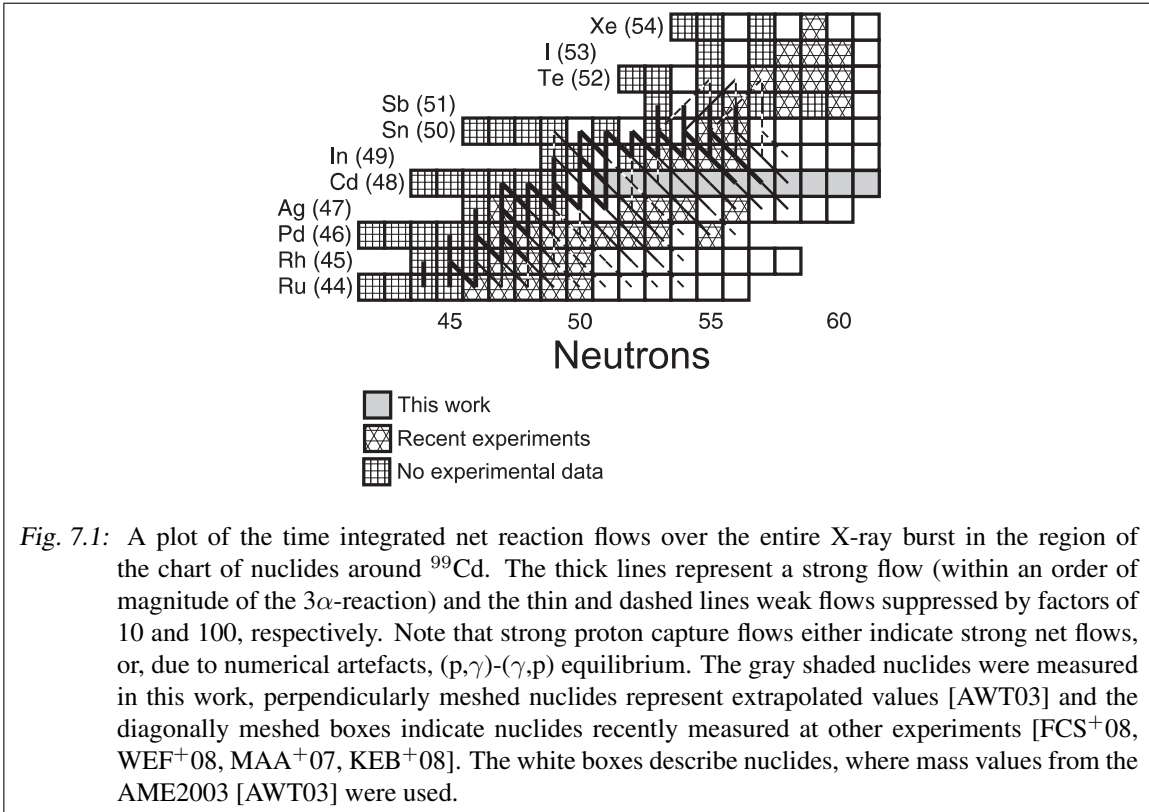 Xe (54)
I (53)
Te (52)
Sb (51)
Sn (50)
In (49)
Cd (48)
Ag (47)
Pd (46)
Rh (45)
Ru (44)
45 50 55 60
Neutrons
This work
Recent experiments
No experimental data
Fig. 7.1: A plot of the time integrated net reaction flows over the entire X-ray burst in the region of
the chart of nuclides around ⁹⁹Cd. The thick lines represent a strong flow (within an order of
magnitude of the 3α-reaction) and the thin and dashed lines weak flows suppressed by factors of
10 and 100, respectively. Note that strong proton capture flows either indicate strong net flows,
or, due to numerical artefacts, (p,γ)-(γ,p) equilibrium. The gray shaded nuclides were measured
in this work, perpendicularly meshed nuclides represent extrapolated values [AWT03] and the
diagonally meshed boxes indicate nuclides recently measured at other experiments [FCS⁺08,
WEF⁺08, MAA⁺07, KEB⁺08]. The white boxes describe nuclides, where mass values from the
AME2003 [AWT03] were used.